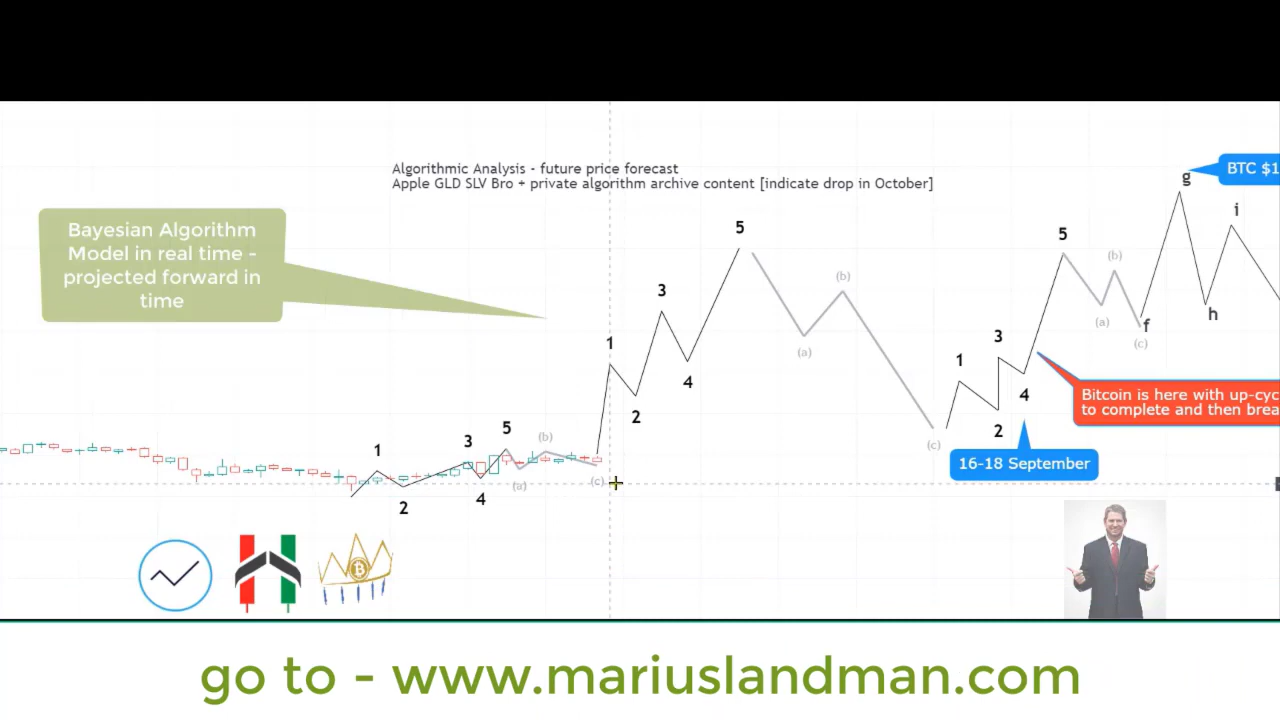 Algorithmic Analysis - future price forecast
Apple GLD SLV Bro + private algorithm archive content [indicate drop in October]
Bayesian Algorithm
Model in real time -
projected forward in
time
1
2
3
4
5
(a)
(b)
(c)
1
2
3
4
5
(a)
(b)
(c)
1
2
3
4
5
(a)
(b)
(c)
f
g
h
i
BTC $1
Bitcoin is here with up-cyc
to complete and then brea
16-18 September
go to - www.mariuslandman.com